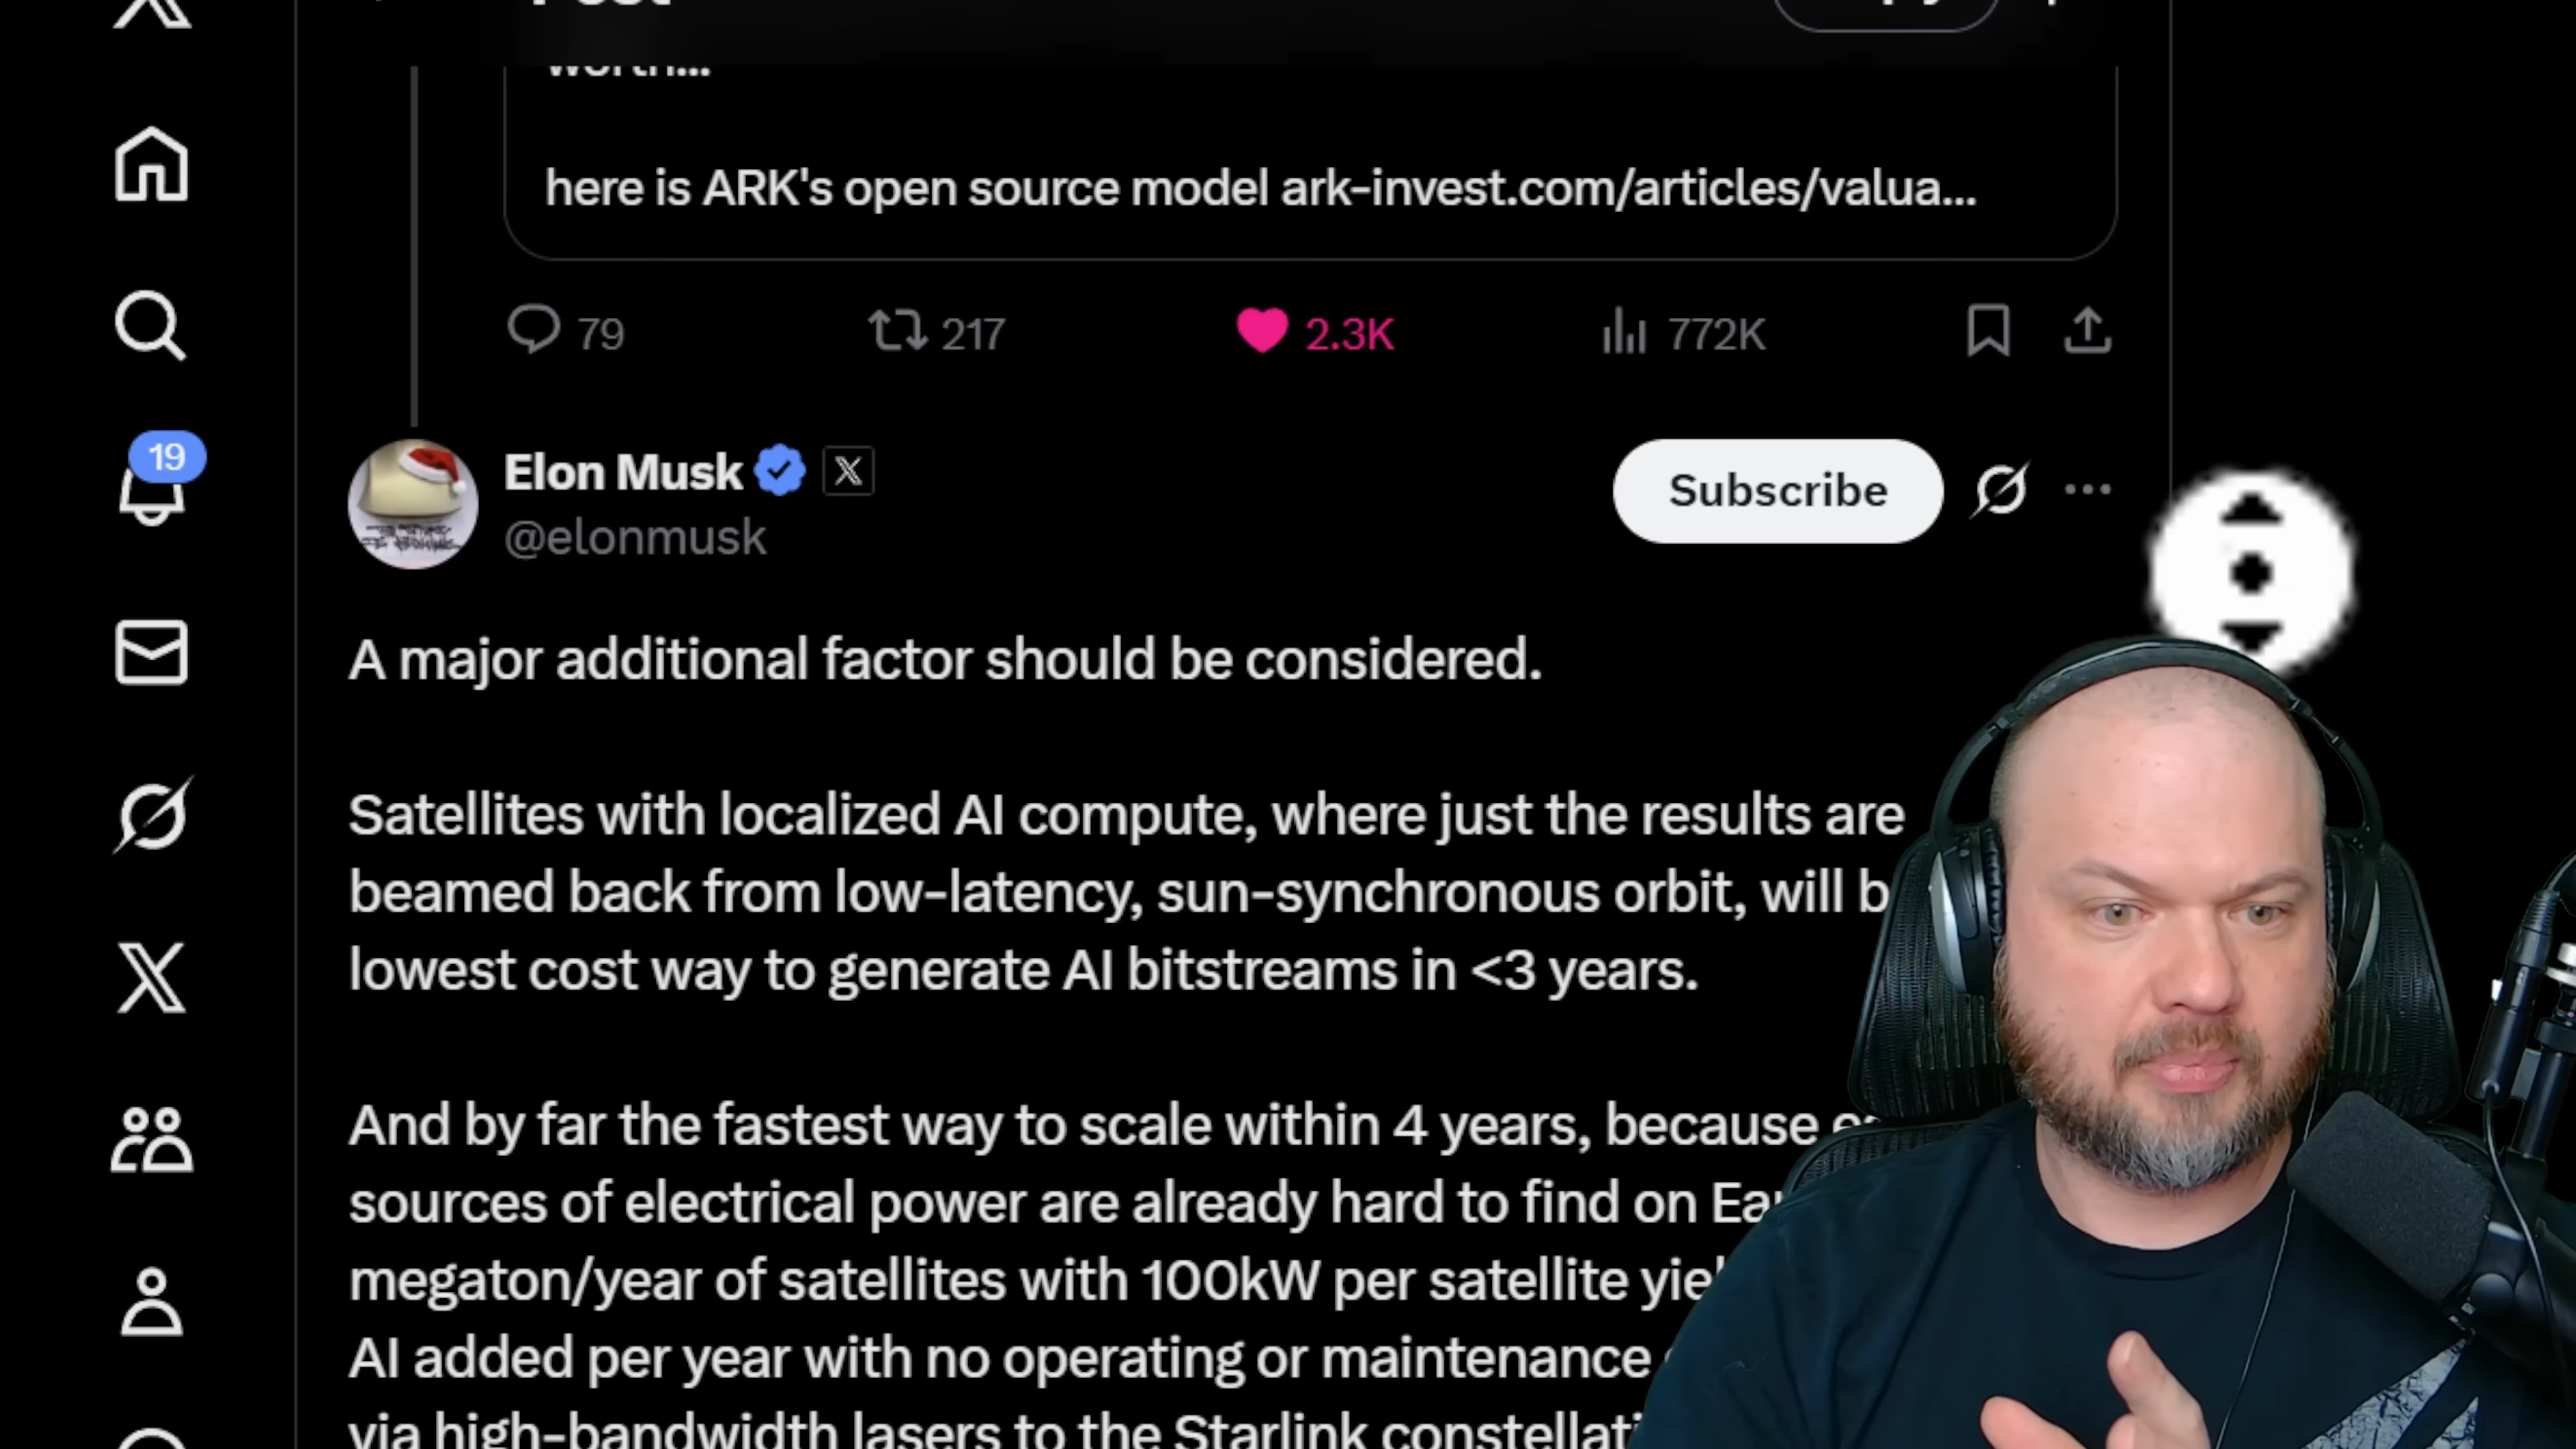 here is ARK's open source model ark-invest.com/articles/valua...
79 217 2.3K 772K
19
Elon Musk
Subscribe
@elonmusk
A major additional factor should be considered.
Satellites with localized AI compute, where just the results are
beamed back from low-latency, sun-synchronous orbit, will b
lowest cost way to generate AI bitstreams in <3 years.
And by far the fastest way to scale within 4 years, because
sources of electrical power are already hard to find on Ea
megaton/year of satellites with 100kW per satellite yie
AI added per year with no operating or maintenance
via high-bandwidth lasers to the Starlink constellati